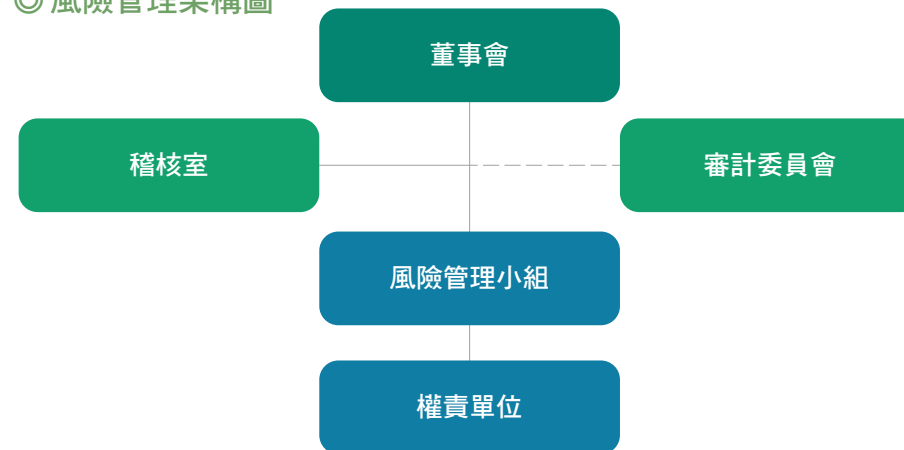 ◎ 風險管理架構圖
董事會
稽核室
審計委員會
風險管理小組
權責單位